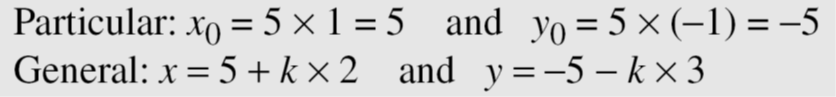 Particular: x₀ = 5 × 1 = 5 and y₀ = 5 × (−1) = −5
General: x = 5 + k × 2 and y = −5 − k × 3